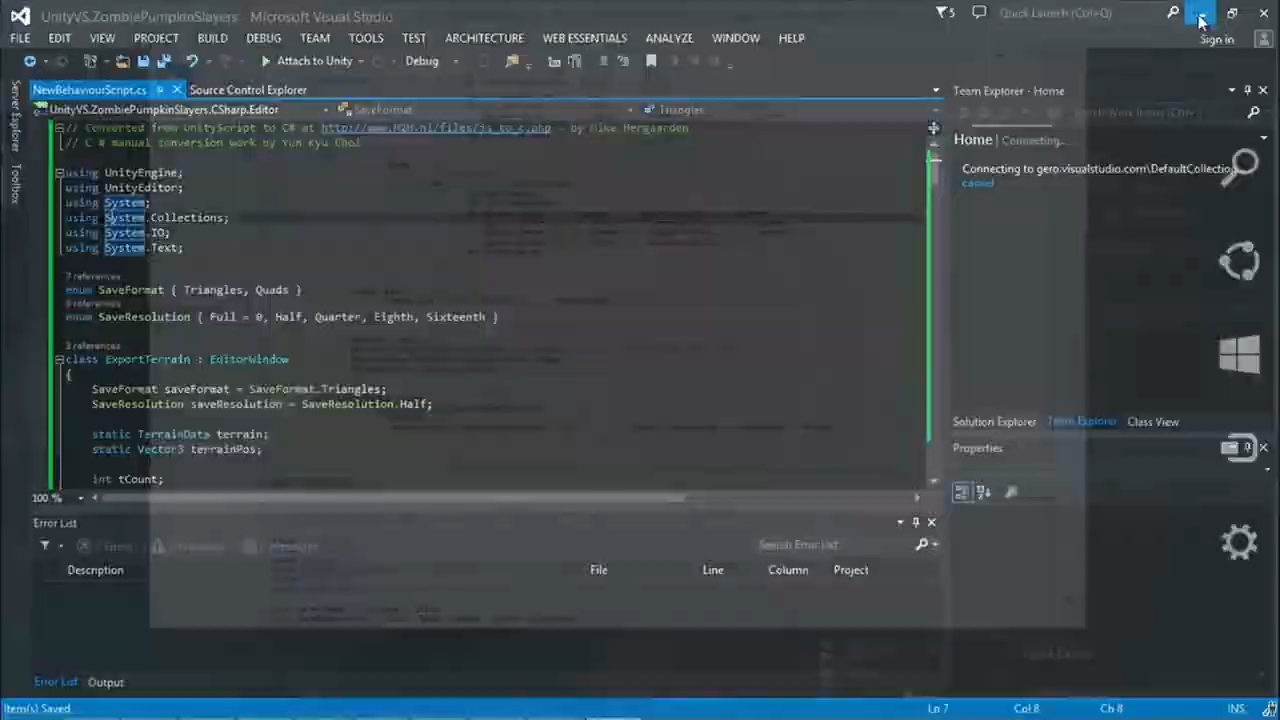 UnityVS.ZombiePumpkinSlayers - Microsoft Visual Studio
5
Quick Launch (Ctrl+Q)
FILE EDIT VIEW PROJECT BUILD DEBUG TEAM TOOLS TEST ARCHITECTURE WEB ESSENTIALS ANALYZE WINDOW HELP
Sign in
Attach to Unity
Debug
NewBehaviourScript.cs
Source Control Explorer
UnityVS.ZombiePumpkinSlayers.CSharp.Editor
SaveFormat
Triangles
// Converted from UnityScript to C# at http://www.M2H.nl/files/js_to_c.php - by Mike Hergaarden
// C # manual conversion work by Yun Kyu Choi
using UnityEngine;
using UnityEditor;
using System;
using System.Collections;
using System.IO;
using System.Text;
7 references
enum SaveFormat { Triangles, Quads }
enum SaveResolution { Full = 0, Half, Quarter, Eighth, Sixteenth }
3 references
class ExportTerrain : EditorWindow
{
SaveFormat saveFormat = SaveFormat.Triangles;
SaveResolution saveResolution = SaveResolution.Half;
static TerrainData terrain;
static Vector3 terrainPos;
int tCount;
100 %
Server Explorer
Toolbox
Team Explorer - Home
Home | Connecting...
Connecting to gero.visualstudio.com\DefaultCollection
cancel
Solution Explorer Team Explorer Class View
Properties
Error List
Search Error List
Description File Line Column Project
Error List Output
Item(s) Saved
Ln 7 Col 8 Ch 8 INS